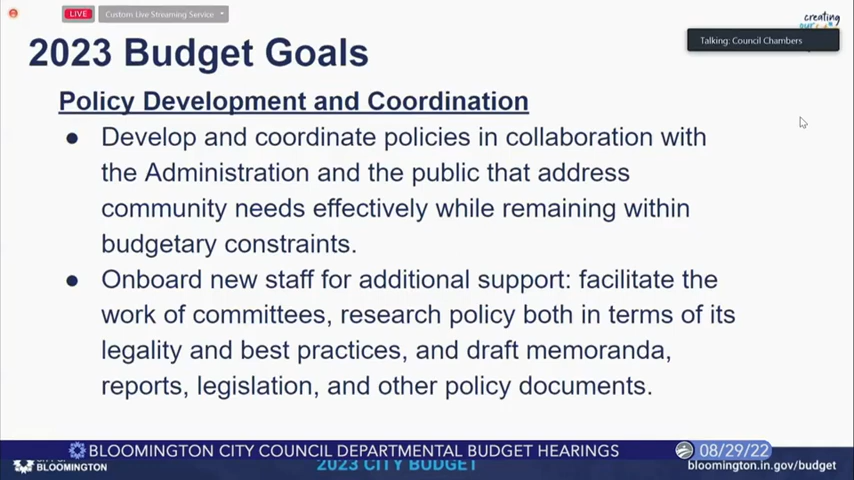 LIVE
Custom Live Streaming Service
creating
Talking: Council Chambers
2023 Budget Goals
Policy Development and Coordination
● Develop and coordinate policies in collaboration with
the Administration and the public that address
community needs effectively while remaining within
budgetary constraints.
● Onboard new staff for additional support: facilitate the
work of committees, research policy both in terms of its
legality and best practices, and draft memoranda,
reports, legislation, and other policy documents.
BLOOMINGTON CITY COUNCIL DEPARTMENTAL BUDGET HEARINGS
08/29/22
BLOOMINGTON
2023 CITY BUDGET
bloomington.in.gov/budget